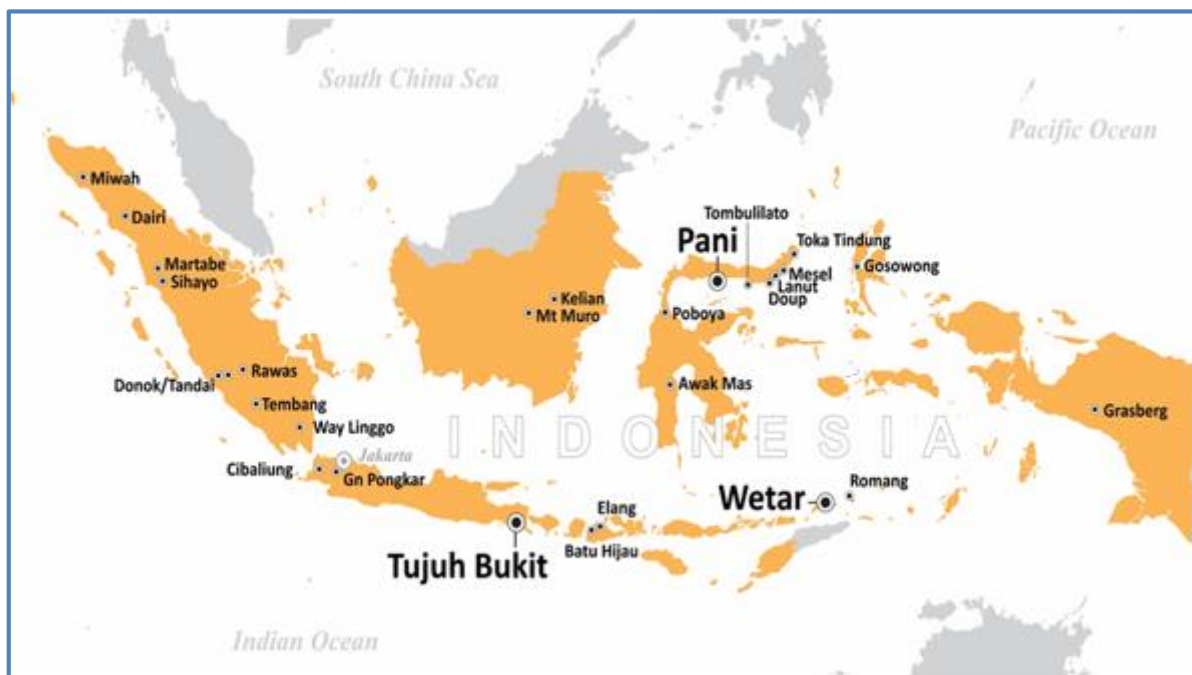 South China Sea
Pacific Ocean
Miwah
Dairi
Martabe
Sihayo
Tombulilato
Pani
Toka Tindung
Mesel
Gosowong
Lanut
Doup
Kelian
Mt Muro
Poboya
Donok/Tandai
Rawas
Awak Mas
Tembang
Grasberg
Way Linggo
INDONESIA
Jakarta
Cibaliung
Gn Pongkar
Wetar
Romang
Elang
Batu Hijau
Tujuh Bukit
Indian Ocean